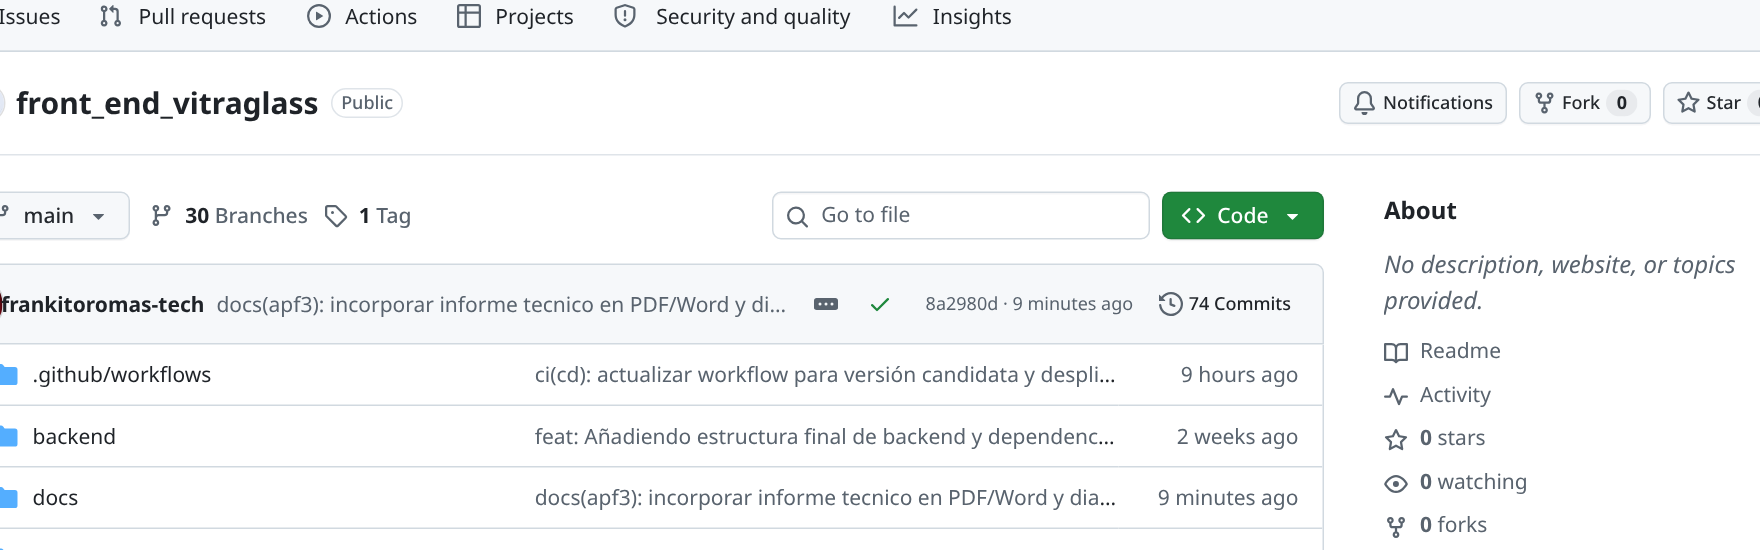 Issues Pull requests Actions Projects Security and quality Insights
front_end_vitraglass Public Notifications Fork 0 Star
main 30 Branches 1 Tag Go to file Code
About
No description, website, or topics
provided.
frankitoromas-tech docs(apf3): incorporar informe tecnico en PDF/Word y di... 8a2980d · 9 minutes ago 74 Commits
.github/workflows ci(cd): actualizar workflow para versión candidata y despli... 9 hours ago
backend feat: Añadiendo estructura final de backend y dependenc... 2 weeks ago
docs docs(apf3): incorporar informe tecnico en PDF/Word y dia... 9 minutes ago
Readme
Activity
0 stars
0 watching
0 forks